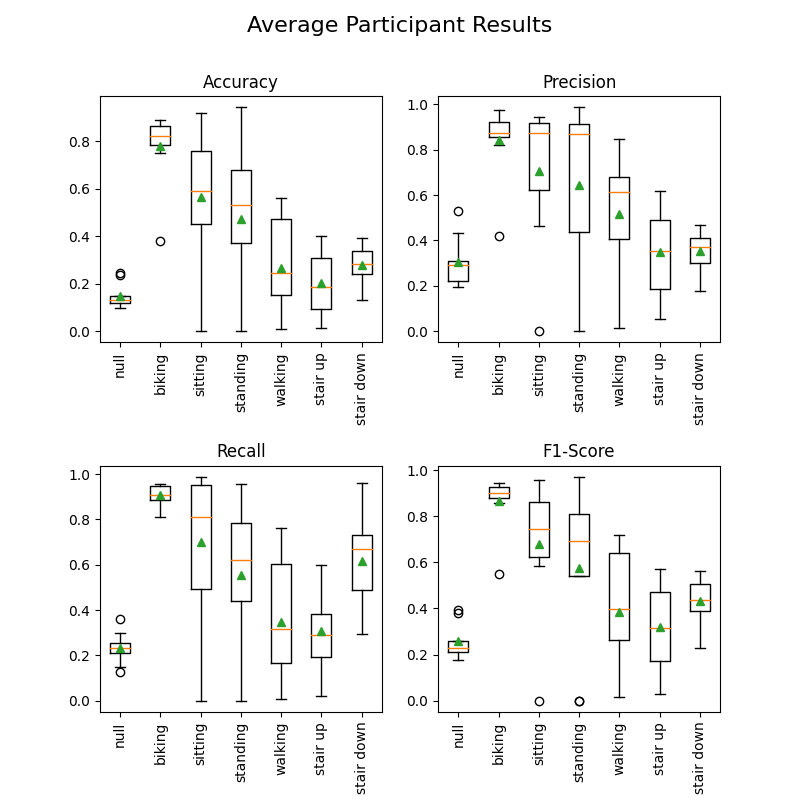 Average Participant Results
Accuracy
0.8
0.6
0.4
0.2
0.0
null
biking
sitting
standing
walking
stair up
stair down
Precision
1.0
0.8
0.6
0.4
0.2
0.0
null
biking
sitting
standing
walking
stair up
stair down
Recall
1.0
0.8
0.6
0.4
0.2
0.0
null
biking
sitting
standing
walking
stair up
stair down
F1-Score
1.0
0.8
0.6
0.4
0.2
0.0
null
biking
sitting
standing
walking
stair up
stair down